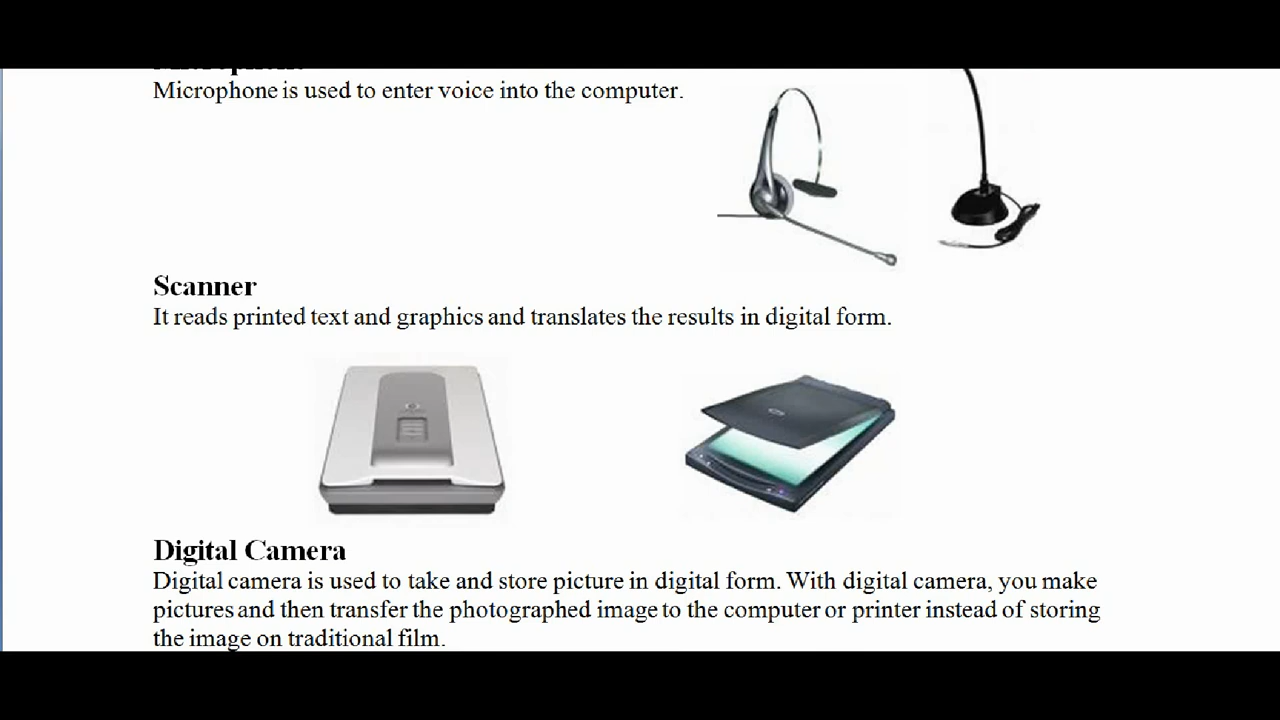 Microphone
Microphone is used to enter voice into the computer.
Scanner
It reads printed text and graphics and translates the results in digital form.
Digital Camera
Digital camera is used to take and store picture in digital form. With digital camera, you make
pictures and then transfer the photographed image to the computer or printer instead of storing
the image on traditional film.